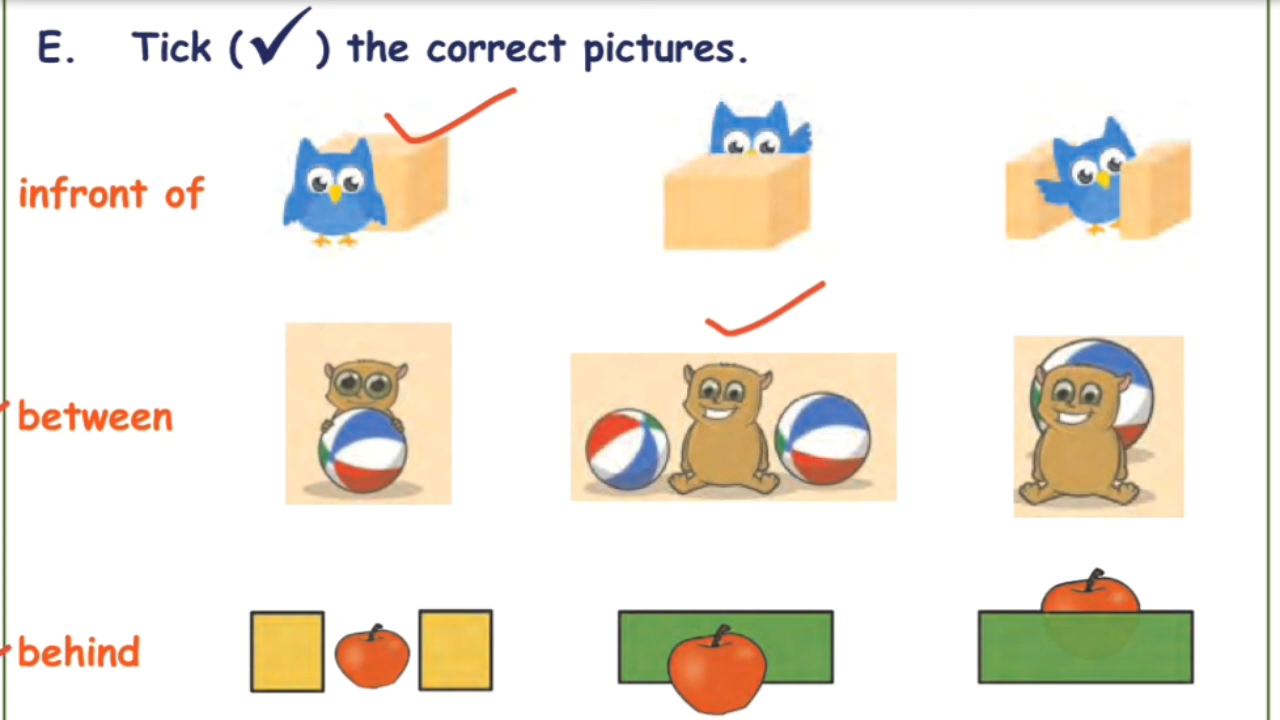 E. Tick (✓) the correct pictures.
infront of
between
behind